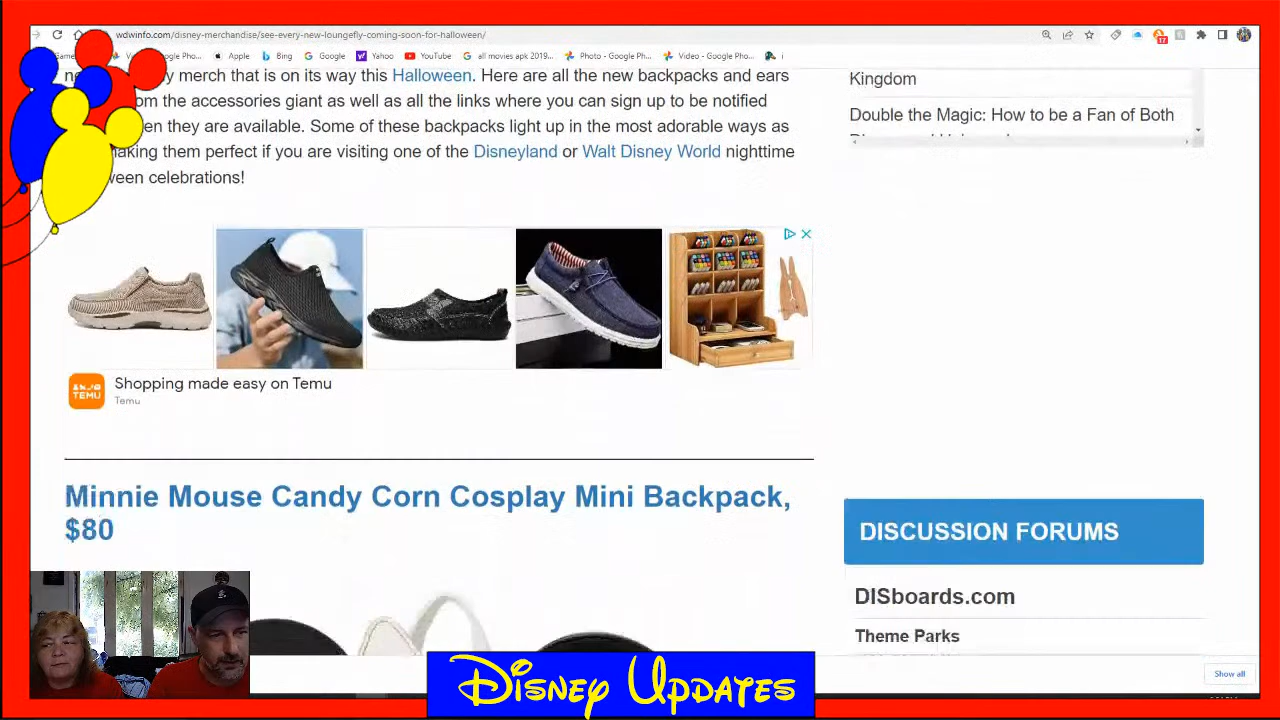 wdwinfo.com/disney-merchandise/see-every-new-loungefly-coming-soon-for-halloween/
Photo... Apple Bing Google Yahoo YouTube all movies apk 2019... Photo - Google Pho... Video - Google Pho...
merch that is on its way this Halloween. Here are all the new backpacks and ears
om the accessories giant as well as all the links where you can sign up to be notified
en they are available. Some of these backpacks light up in the most adorable ways as
aking them perfect if you are visiting one of the Disneyland or Walt Disney World nighttime
ween celebrations!
Kingdom
Double the Magic: How to be a Fan of Both
TEMU
Shopping made easy on Temu
Temu
Minnie Mouse Candy Corn Cosplay Mini Backpack,
$80
DISCUSSION FORUMS
DISboards.com
Theme Parks
Show all
Disney Updates